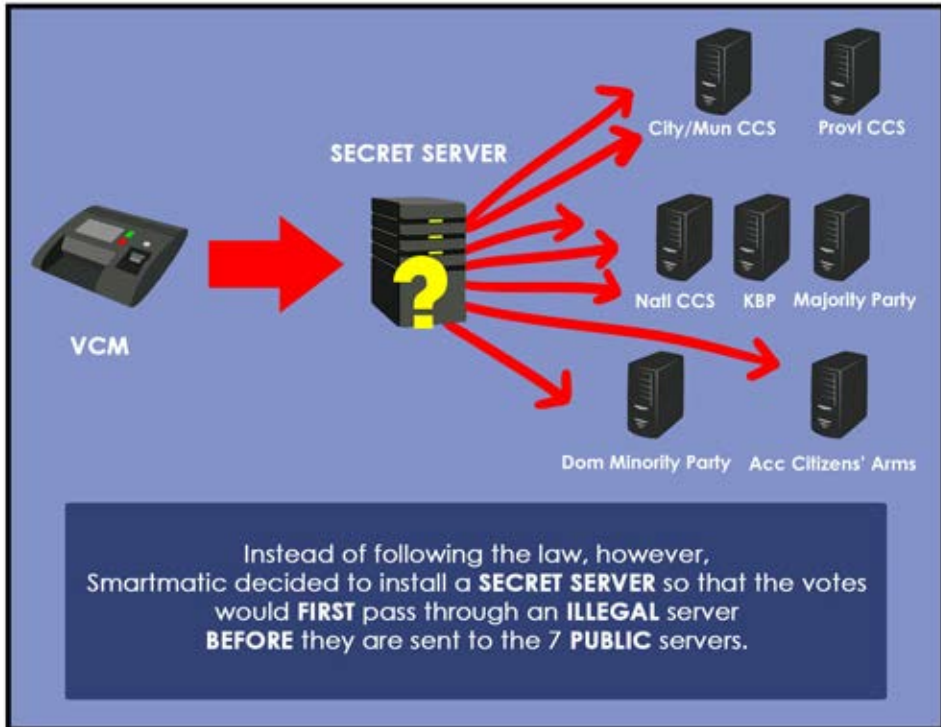 City/Mun CCS
Provl CCS
SECRET SERVER
?
VCM
Natl CCS
KBP
Majority Party
Dom Minority Party
Acc Citizens' Arms
Instead of following the law, however,
Smartmatic decided to install a SECRET SERVER so that the votes
would FIRST pass through an ILLEGAL server
BEFORE they are sent to the 7 PUBLIC servers.